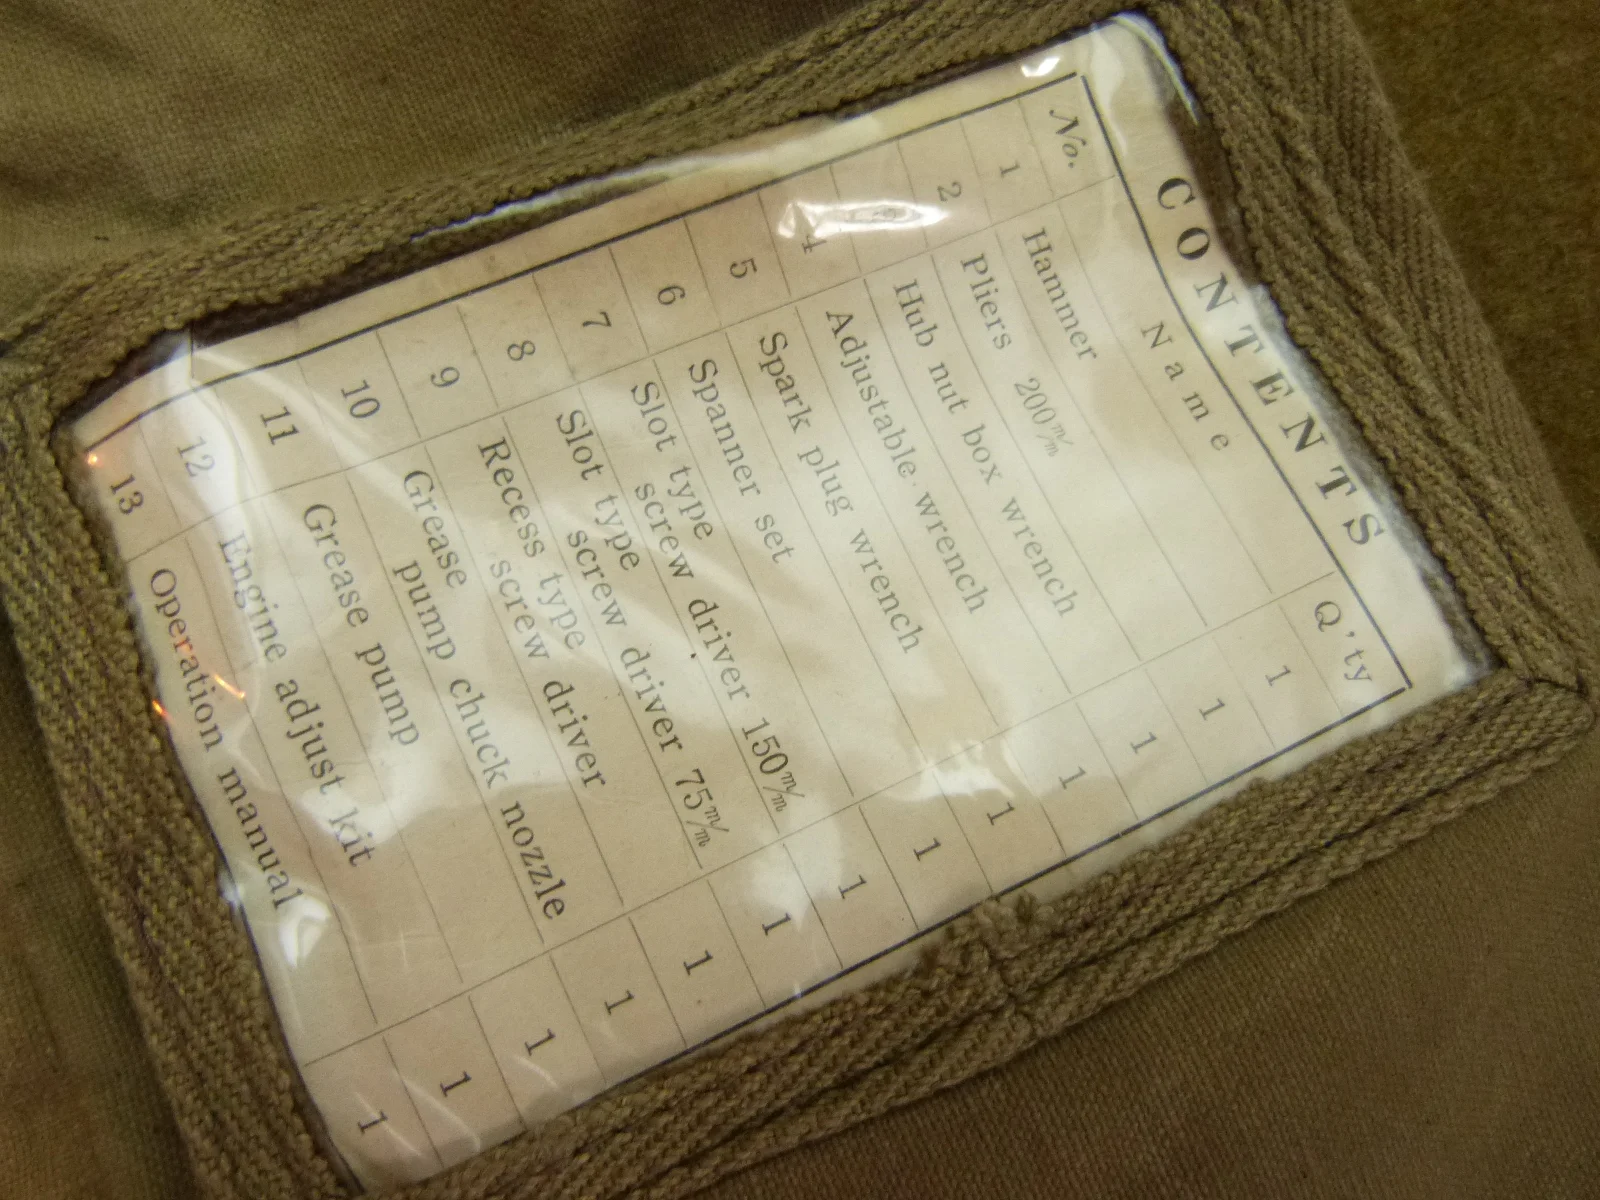 CONTENTS
No. Name Q'ty
1 Hammer 1
2 Pliers 200m/m 1
Hub nut box wrench 1
4 Adjustable wrench 1
5 Spark plug wrench 1
6 Spanner set 1
7 Slot type
screw driver 150m/m 1
8 Slot type
screw driver 75m/m 1
9 Recess type
screw driver 1
10 Grease
pump chuck nozzle 1
11 Grease pump 1
12 Engine adjust kit 1
13 Operation manual 1